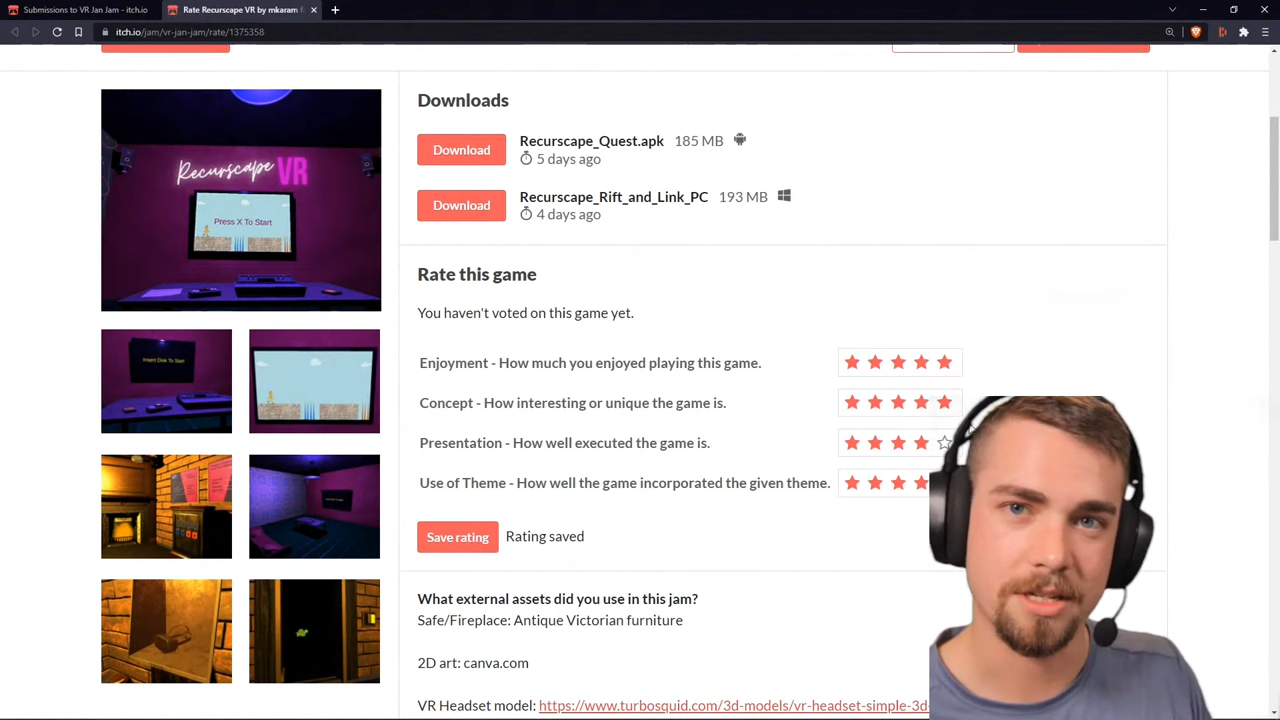 Submissions to VR Jan Jam - itch.io
Rate Recurscape VR by mkaram f
itch.io/jam/vr-jan-jam/rate/1375358
Recurscape VR
Press X To Start
Insert Disk To Start
Downloads
Download Recurscape_Quest.apk 185 MB
5 days ago
Download Recurscape_Rift_and_Link_PC 193 MB
4 days ago
Rate this game
You haven't voted on this game yet.
Enjoyment - How much you enjoyed playing this game.
Concept - How interesting or unique the game is.
Presentation - How well executed the game is.
Use of Theme - How well the game incorporated the given theme.
Save rating Rating saved
What external assets did you use in this jam?
Safe/Fireplace: Antique Victorian furniture
2D art: canva.com
VR Headset model: https://www.turbosquid.com/3d-models/vr-headset-simple-3d-